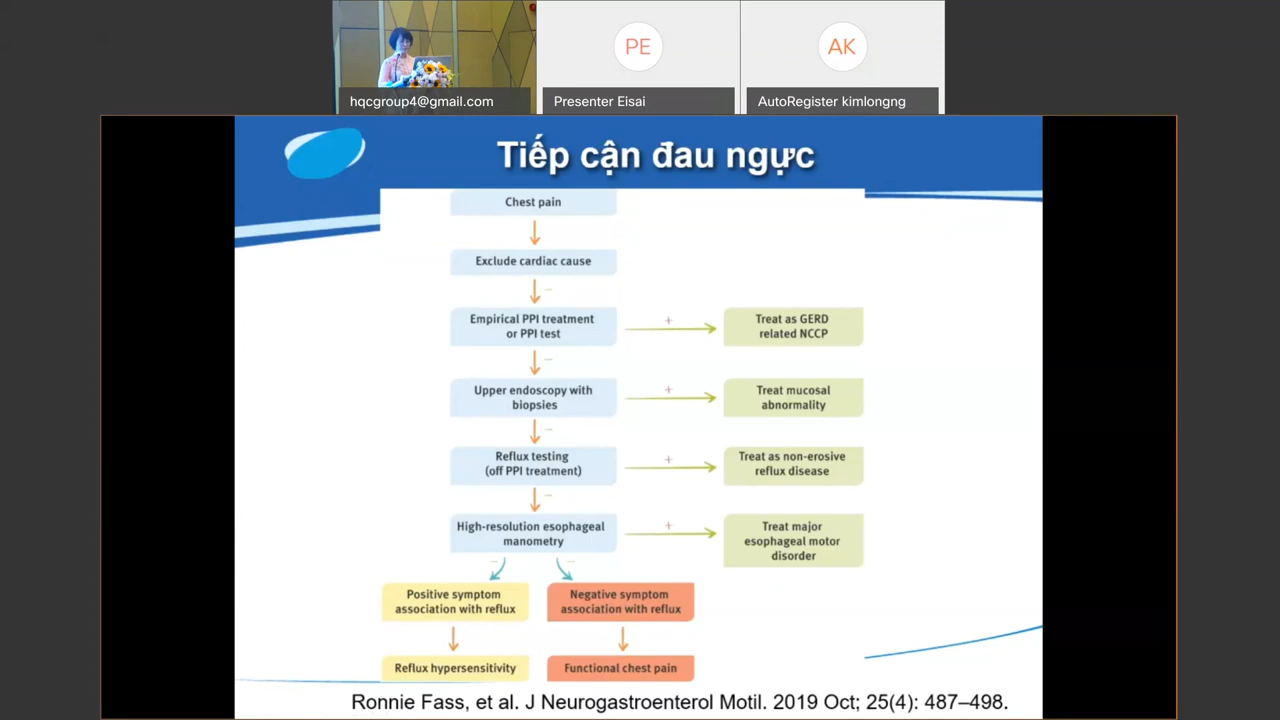 PE
AK
hqcgroup4@gmail.com
Presenter Eisai
AutoRegister kimlongng
Tiếp cận đau ngực
Chest pain
Exclude cardiac cause
–
Empirical PPI treatment
or PPI test
+
Treat as GERD
related NCCP
–
Upper endoscopy with
biopsies
+
Treat mucosal
abnormality
–
Reflux testing
(off PPI treatment)
+
Treat as non-erosive
reflux disease
–
High-resolution esophageal
manometry
+
Treat major
esophageal motor
disorder
–
–
Positive symptom
association with reflux
Negative symptom
association with reflux
Reflux hypersensitivity
Functional chest pain
Ronnie Fass, et al. J Neurogastroenterol Motil. 2019 Oct; 25(4): 487–498.